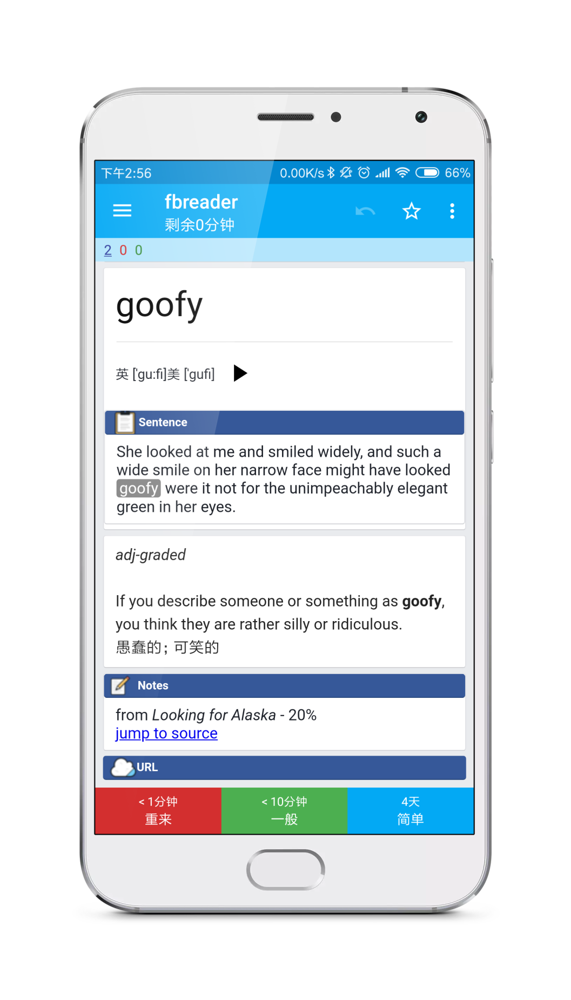 下午2:56 0.00K/s 66%
fbreader
剩余0分钟
2 0 0
goofy
英 ['gu:fi]美 ['gufi]
Sentence
She looked at me and smiled widely, and such a
wide smile on her narrow face might have looked
goofy were it not for the unimpeachably elegant
green in her eyes.
adj-graded
If you describe someone or something as goofy,
you think they are rather silly or ridiculous.
愚蠢的；可笑的
Notes
from Looking for Alaska - 20%
jump to source
URL
< 1分钟 < 10分钟 4天
重来 一般 简单